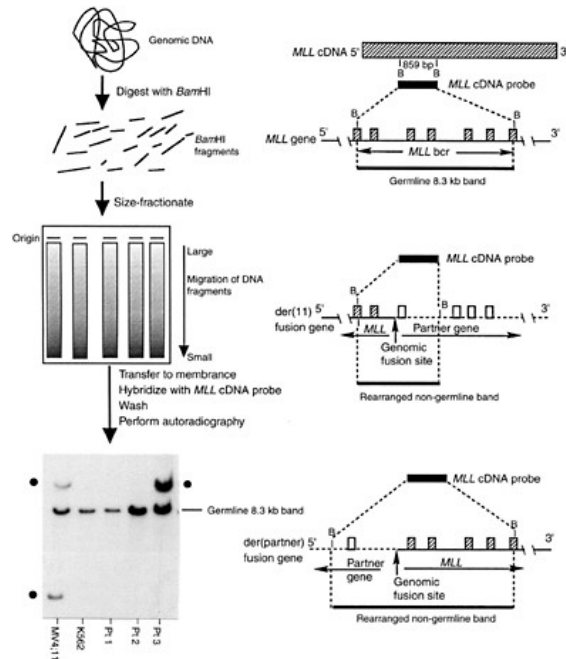 Genomic DNA
Digest with BamHI
BamHI
fragments
Size-fractionate
Origin
Large
Migration of DNA
fragments
Small
Transfer to membrance
Hybridize with MLL cDNA probe
Wash
Perform autoradiography
Germline 8.3 kb band
MV4;11
K562
Pt 1
Pt 2
Pt 3
MLL cDNA 5'
3'
859 bp
B B
MLL cDNA probe
B B
MLL gene 5' 3'
MLL bcr
Germline 8.3 kb band
MLL cDNA probe
B B
der(11) 5' 3'
fusion gene
MLL Partner gene
Genomic
fusion site
Rearranged non-germline band
MLL cDNA probe
B B
der(partner) 5' 3'
fusion gene
Partner MLL
gene
Genomic
fusion site
Rearranged non-germline band